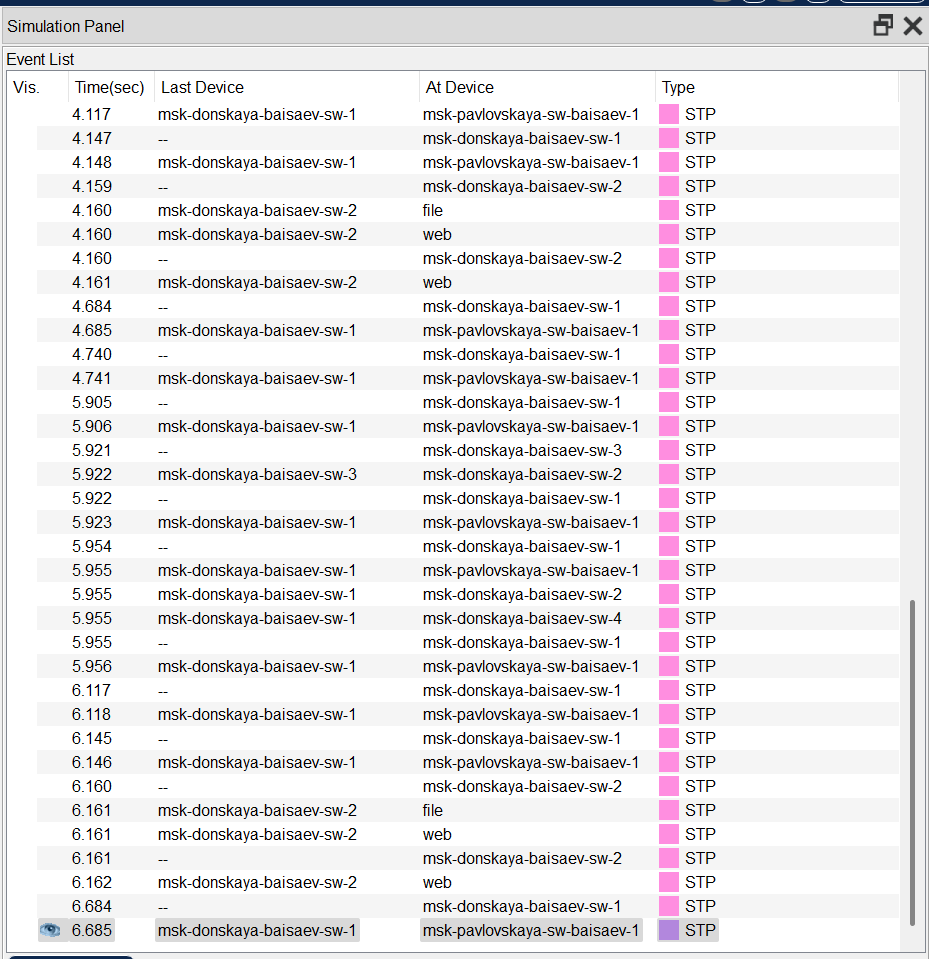 Simulation Panel
Event List
Vis. Time(sec) Last Device At Device Type
4.117 msk-donskaya-baisaev-sw-1 msk-pavlovskaya-sw-baisaev-1 STP
4.147 -- msk-donskaya-baisaev-sw-1 STP
4.148 msk-donskaya-baisaev-sw-1 msk-pavlovskaya-sw-baisaev-1 STP
4.159 -- msk-donskaya-baisaev-sw-2 STP
4.160 msk-donskaya-baisaev-sw-2 file STP
4.160 msk-donskaya-baisaev-sw-2 web STP
4.160 -- msk-donskaya-baisaev-sw-2 STP
4.161 msk-donskaya-baisaev-sw-2 web STP
4.684 -- msk-donskaya-baisaev-sw-1 STP
4.685 msk-donskaya-baisaev-sw-1 msk-pavlovskaya-sw-baisaev-1 STP
4.740 -- msk-donskaya-baisaev-sw-1 STP
4.741 msk-donskaya-baisaev-sw-1 msk-pavlovskaya-sw-baisaev-1 STP
5.905 -- msk-donskaya-baisaev-sw-1 STP
5.906 msk-donskaya-baisaev-sw-1 msk-pavlovskaya-sw-baisaev-1 STP
5.921 -- msk-donskaya-baisaev-sw-3 STP
5.922 msk-donskaya-baisaev-sw-3 msk-donskaya-baisaev-sw-2 STP
5.922 -- msk-donskaya-baisaev-sw-1 STP
5.923 msk-donskaya-baisaev-sw-1 msk-pavlovskaya-sw-baisaev-1 STP
5.954 -- msk-donskaya-baisaev-sw-1 STP
5.955 msk-donskaya-baisaev-sw-1 msk-pavlovskaya-sw-baisaev-1 STP
5.955 msk-donskaya-baisaev-sw-1 msk-donskaya-baisaev-sw-2 STP
5.955 msk-donskaya-baisaev-sw-1 msk-donskaya-baisaev-sw-4 STP
5.955 -- msk-donskaya-baisaev-sw-1 STP
5.956 msk-donskaya-baisaev-sw-1 msk-pavlovskaya-sw-baisaev-1 STP
6.117 -- msk-donskaya-baisaev-sw-1 STP
6.118 msk-donskaya-baisaev-sw-1 msk-pavlovskaya-sw-baisaev-1 STP
6.145 -- msk-donskaya-baisaev-sw-1 STP
6.146 msk-donskaya-baisaev-sw-1 msk-pavlovskaya-sw-baisaev-1 STP
6.160 -- msk-donskaya-baisaev-sw-2 STP
6.161 msk-donskaya-baisaev-sw-2 file STP
6.161 msk-donskaya-baisaev-sw-2 web STP
6.161 -- msk-donskaya-baisaev-sw-2 STP
6.162 msk-donskaya-baisaev-sw-2 web STP
6.684 -- msk-donskaya-baisaev-sw-1 STP
6.685 msk-donskaya-baisaev-sw-1 msk-pavlovskaya-sw-baisaev-1 STP